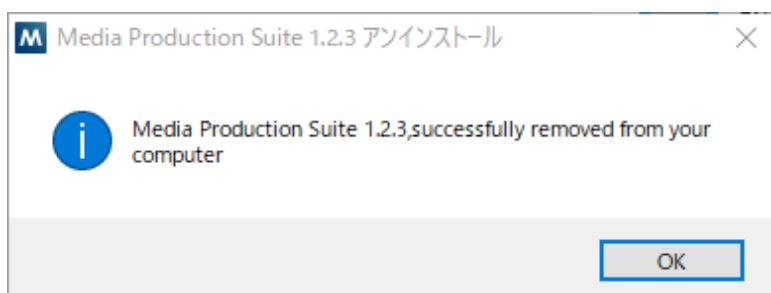 M Media Production Suite 1.2.3 アンインストール
Media Production Suite 1.2.3,successfully removed from your
computer
OK